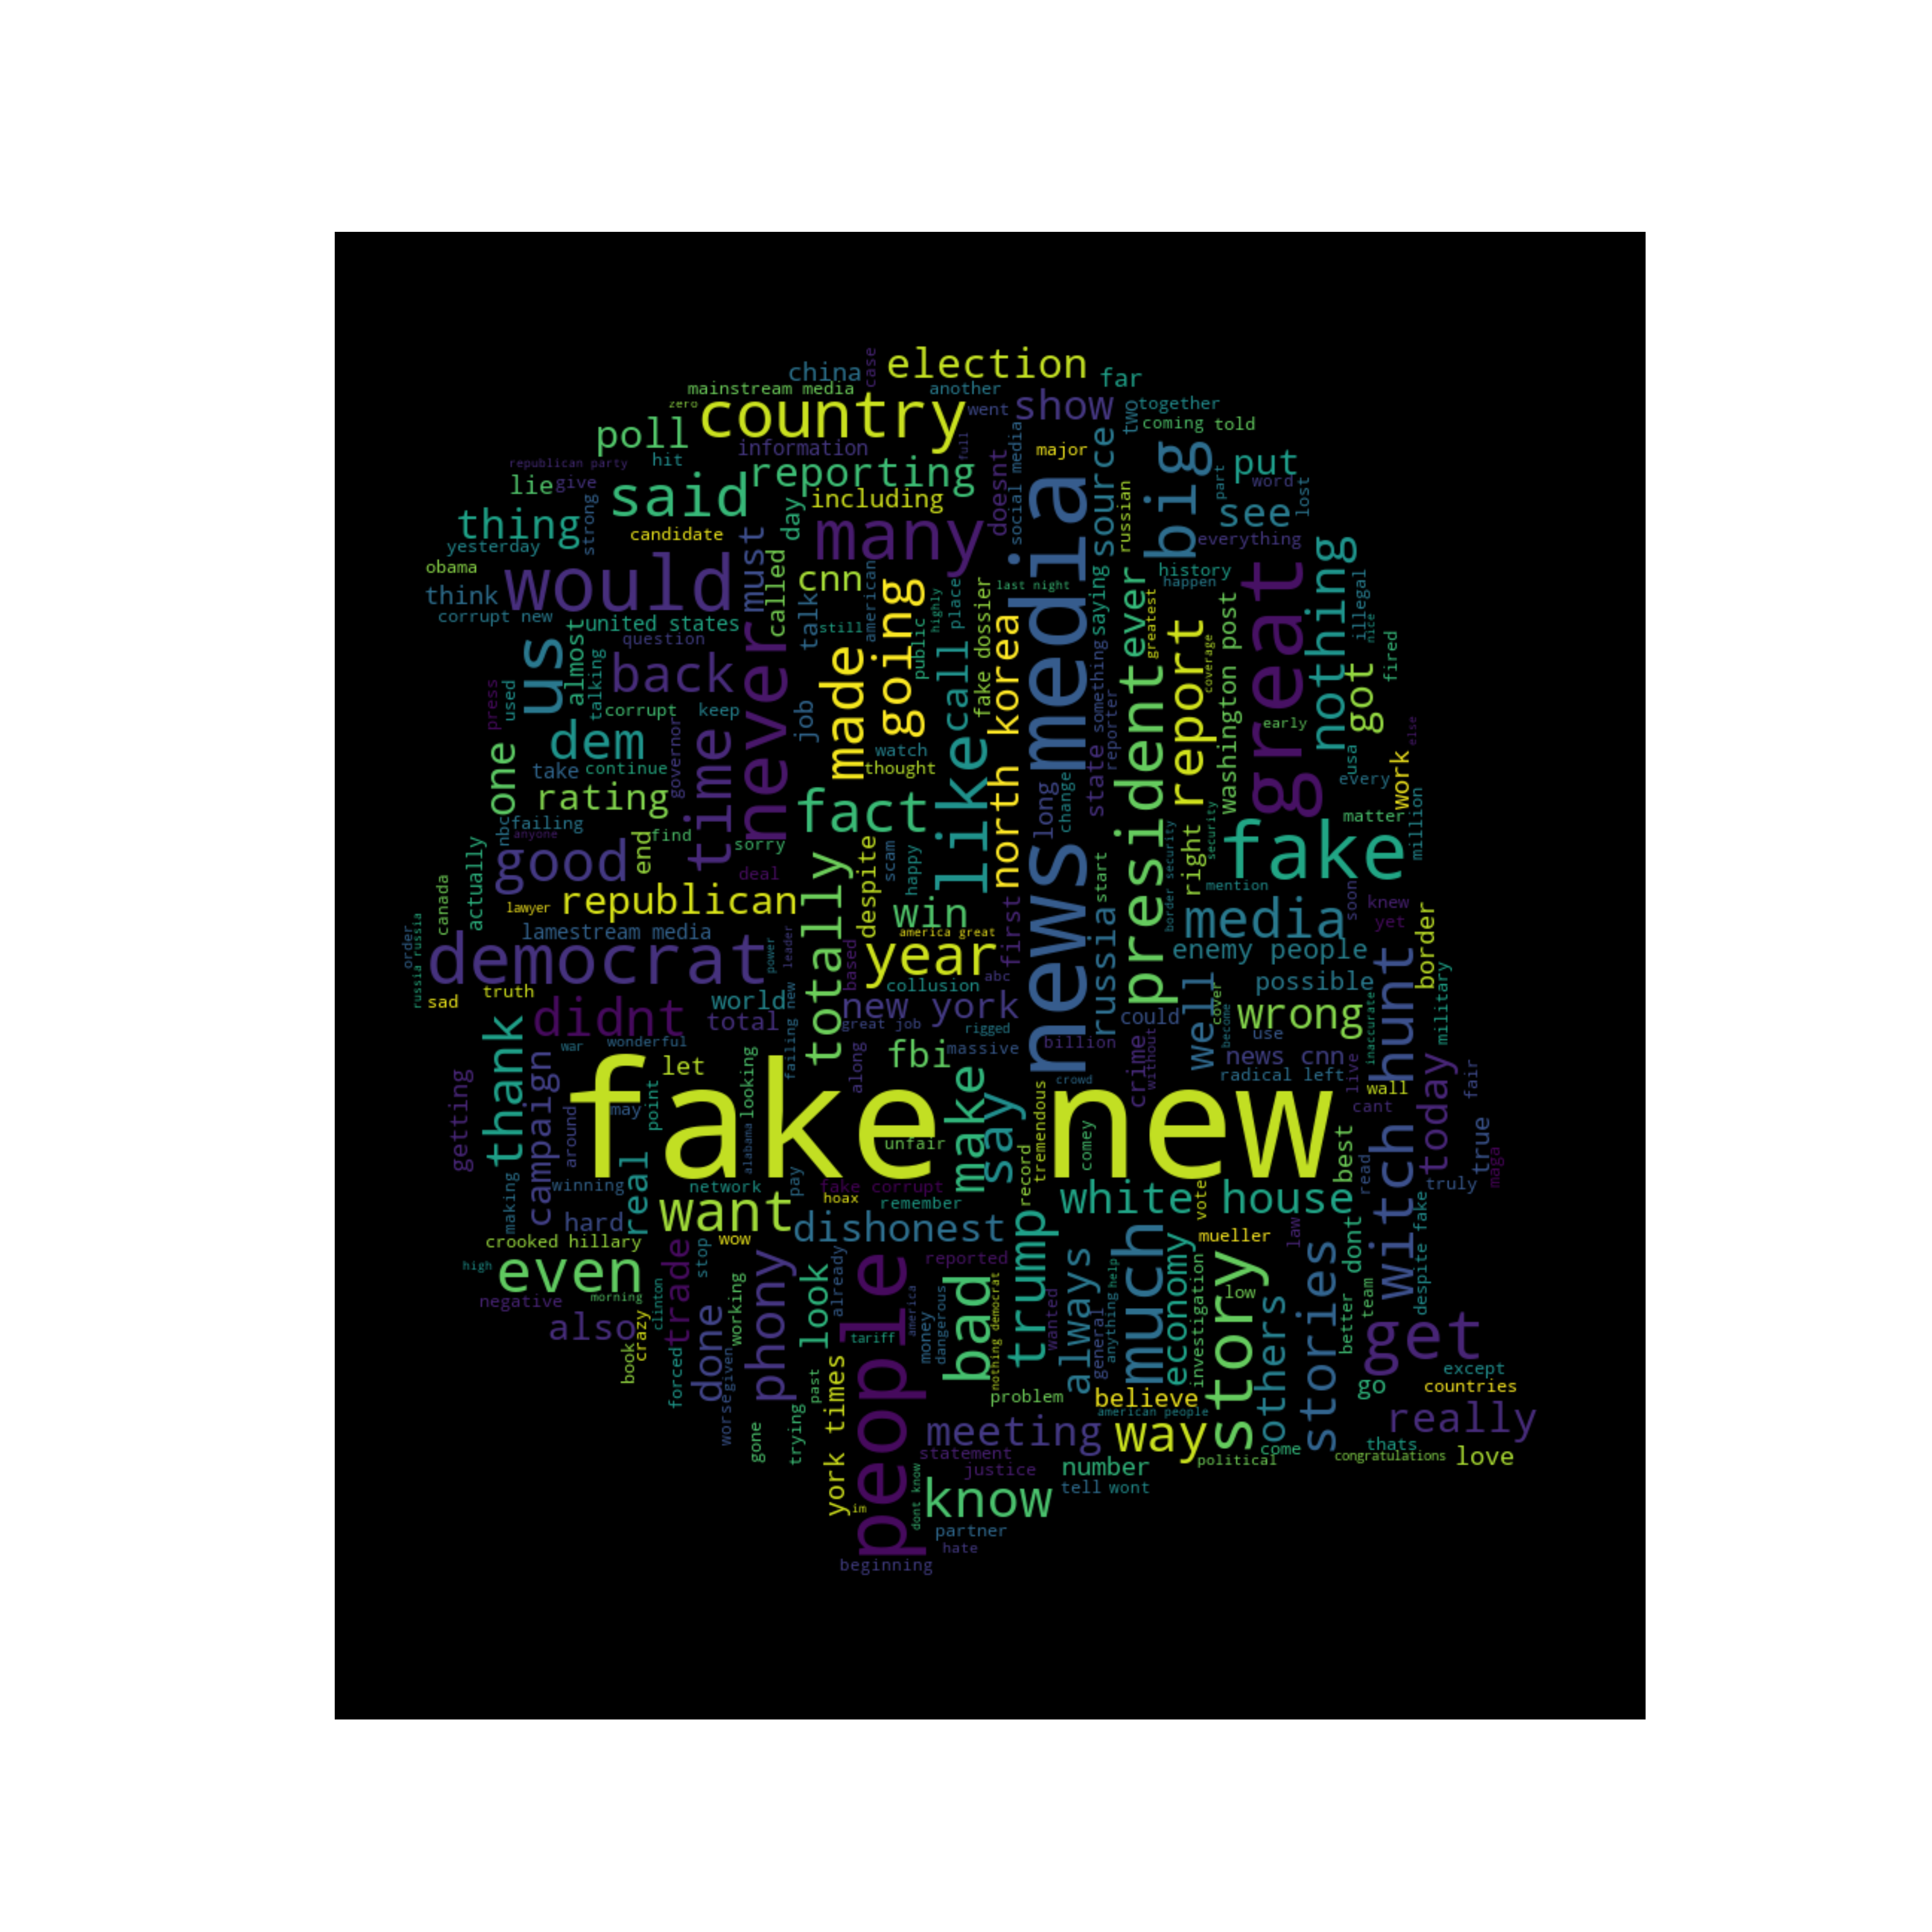 election
china
case
far
mainstream media
another
zero
country
went
show
two
together
coming told
poll
information
full
major
social media
source
big
put
republican party
hit
reporting
doesnt
word
lost
part
lie
give
said
including
see
strong
thing
candidate
day
many
russian
everything
yesterday
nothing
obama
would
must
called
cnn
last night
history
happen
great
think
corrupt new
united states
question
talk
still
american
highly
place
fake dossier
news media
saying
ever
greatest
washington post
illegal
nice
us
almost
talking
back
never
made
going
public
call
north korea
something
president
report
coverage
got
fired
press
used
corrupt
keep
job
reporter
early
dem
governor
time
watch
thought
like
long
change
state
usa
every
work
else
one
take
continue
rating
fact
matter
million
nbc
failing
anyone
find
end
sorry
right
security
fake
actually
good
deal
totally
despite
scam
happy
start
border security
mention
soon
knew
yet
canada
lawyer
republican
win
first
russia
media
border
lamestream media
america great
enemy people
order
russia russia
democrat
power
leader
based
year
abc
collusion
possible
military
sad
truth
didnt
world
total
new york
great job
rigged
could
well
cover
become
wrong
use
witch hunt
inaccurate
war
wonderful
failing new
along
fbi
massive
billion
crime
without
news cnn
radical left
live
thank
campaign
let
looking
crowd
wall
cant
today
fair
getting
around
may
point
fake new
alabama
unfair
make
say
tremendous
comey
best
read
true
maga
making
winning
real
network
pay
fake corrupt
hoax
remember
record
white house
vote
truly
hard
want
dishonest
trump
mueller
law
dont
despite fake
crooked hillary
wow
stop
trade
high
even
negative
morning
clinton
working
phony
look
already
people
reported
america
bad
wanted
always
much
economy
story
low
others
stories
team
get
also
crazy
book
forced
done
given
worse
tariff
money
dangerous
nothing democrat
general
anything
help
investigation
better
gone
trying
past
york times
problem
believe
american people
go
except
countries
meeting
way
come
political
really
statement
justice
number
thats
congratulations
love
im
dont know
know
tell
wont
partner
hate
beginning